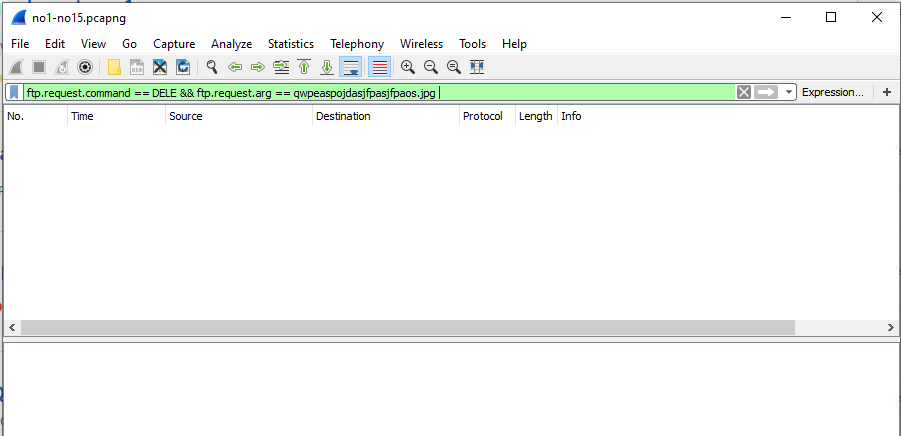 no1-no15.pcapng
File Edit View Go Capture Analyze Statistics Telephony Wireless Tools Help
ftp.request.command == DELE && ftp.request.arg == qwpeaspojdasjfpasjfpaos.jpg Expression... +
No. Time Source Destination Protocol Length Info